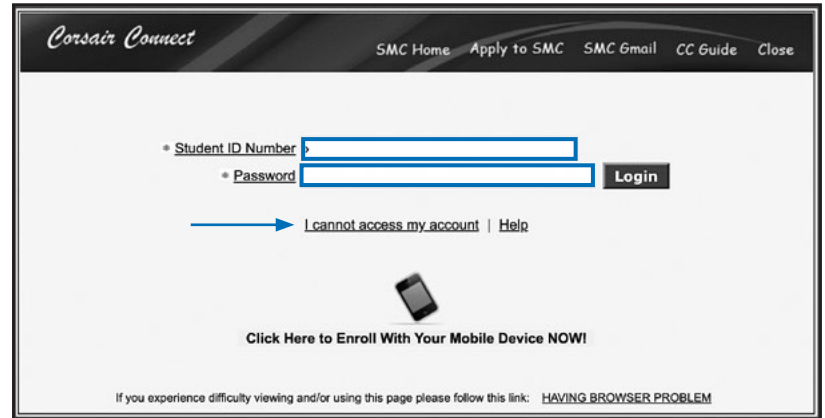 Corsair Connect
SMC Home Apply to SMC SMC Gmail CC Guide Close
* Student ID Number ›
* Password Login
I cannot access my account | Help
Click Here to Enroll With Your Mobile Device NOW!
If you experience difficulty viewing and/or using this page please follow this link: HAVING BROWSER PROBLEM